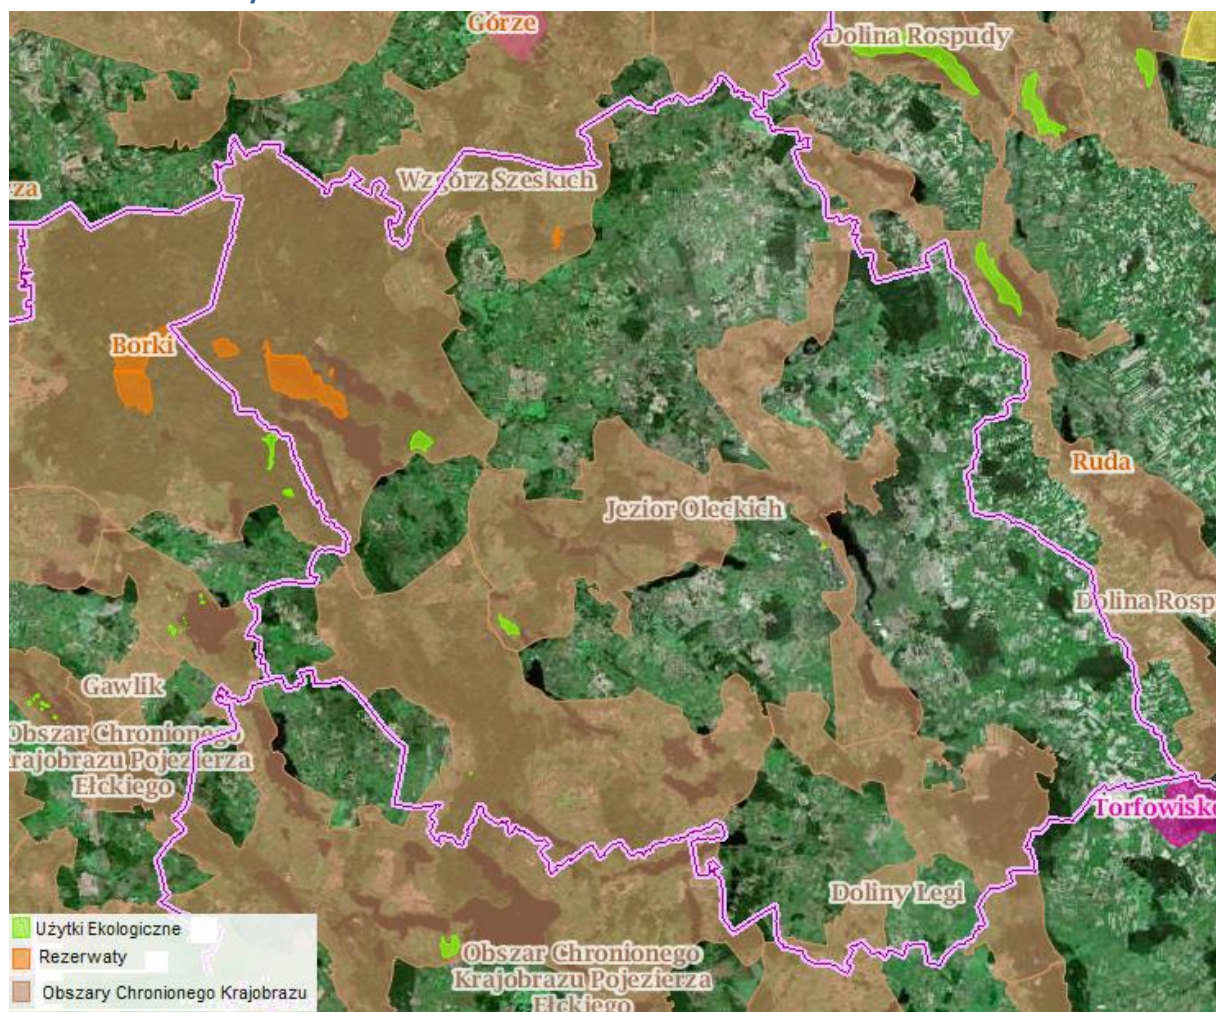 Górze
Dolina Rospudy
Wzgórz Szeskich
za
Borki
Ruda
Jezior Oleckich
Dolina Rosp
Gawlik
Obszar Chronionego
rajobrazu Pojezierza
Ełckiego
Torfowisko
Doliny Legi
Obszar Chronionego
Krajobrazu Pojezierza
Ełckiego
Użytki Ekologiczne
Rezerwaty
Obszary Chronionego Krajobrazu